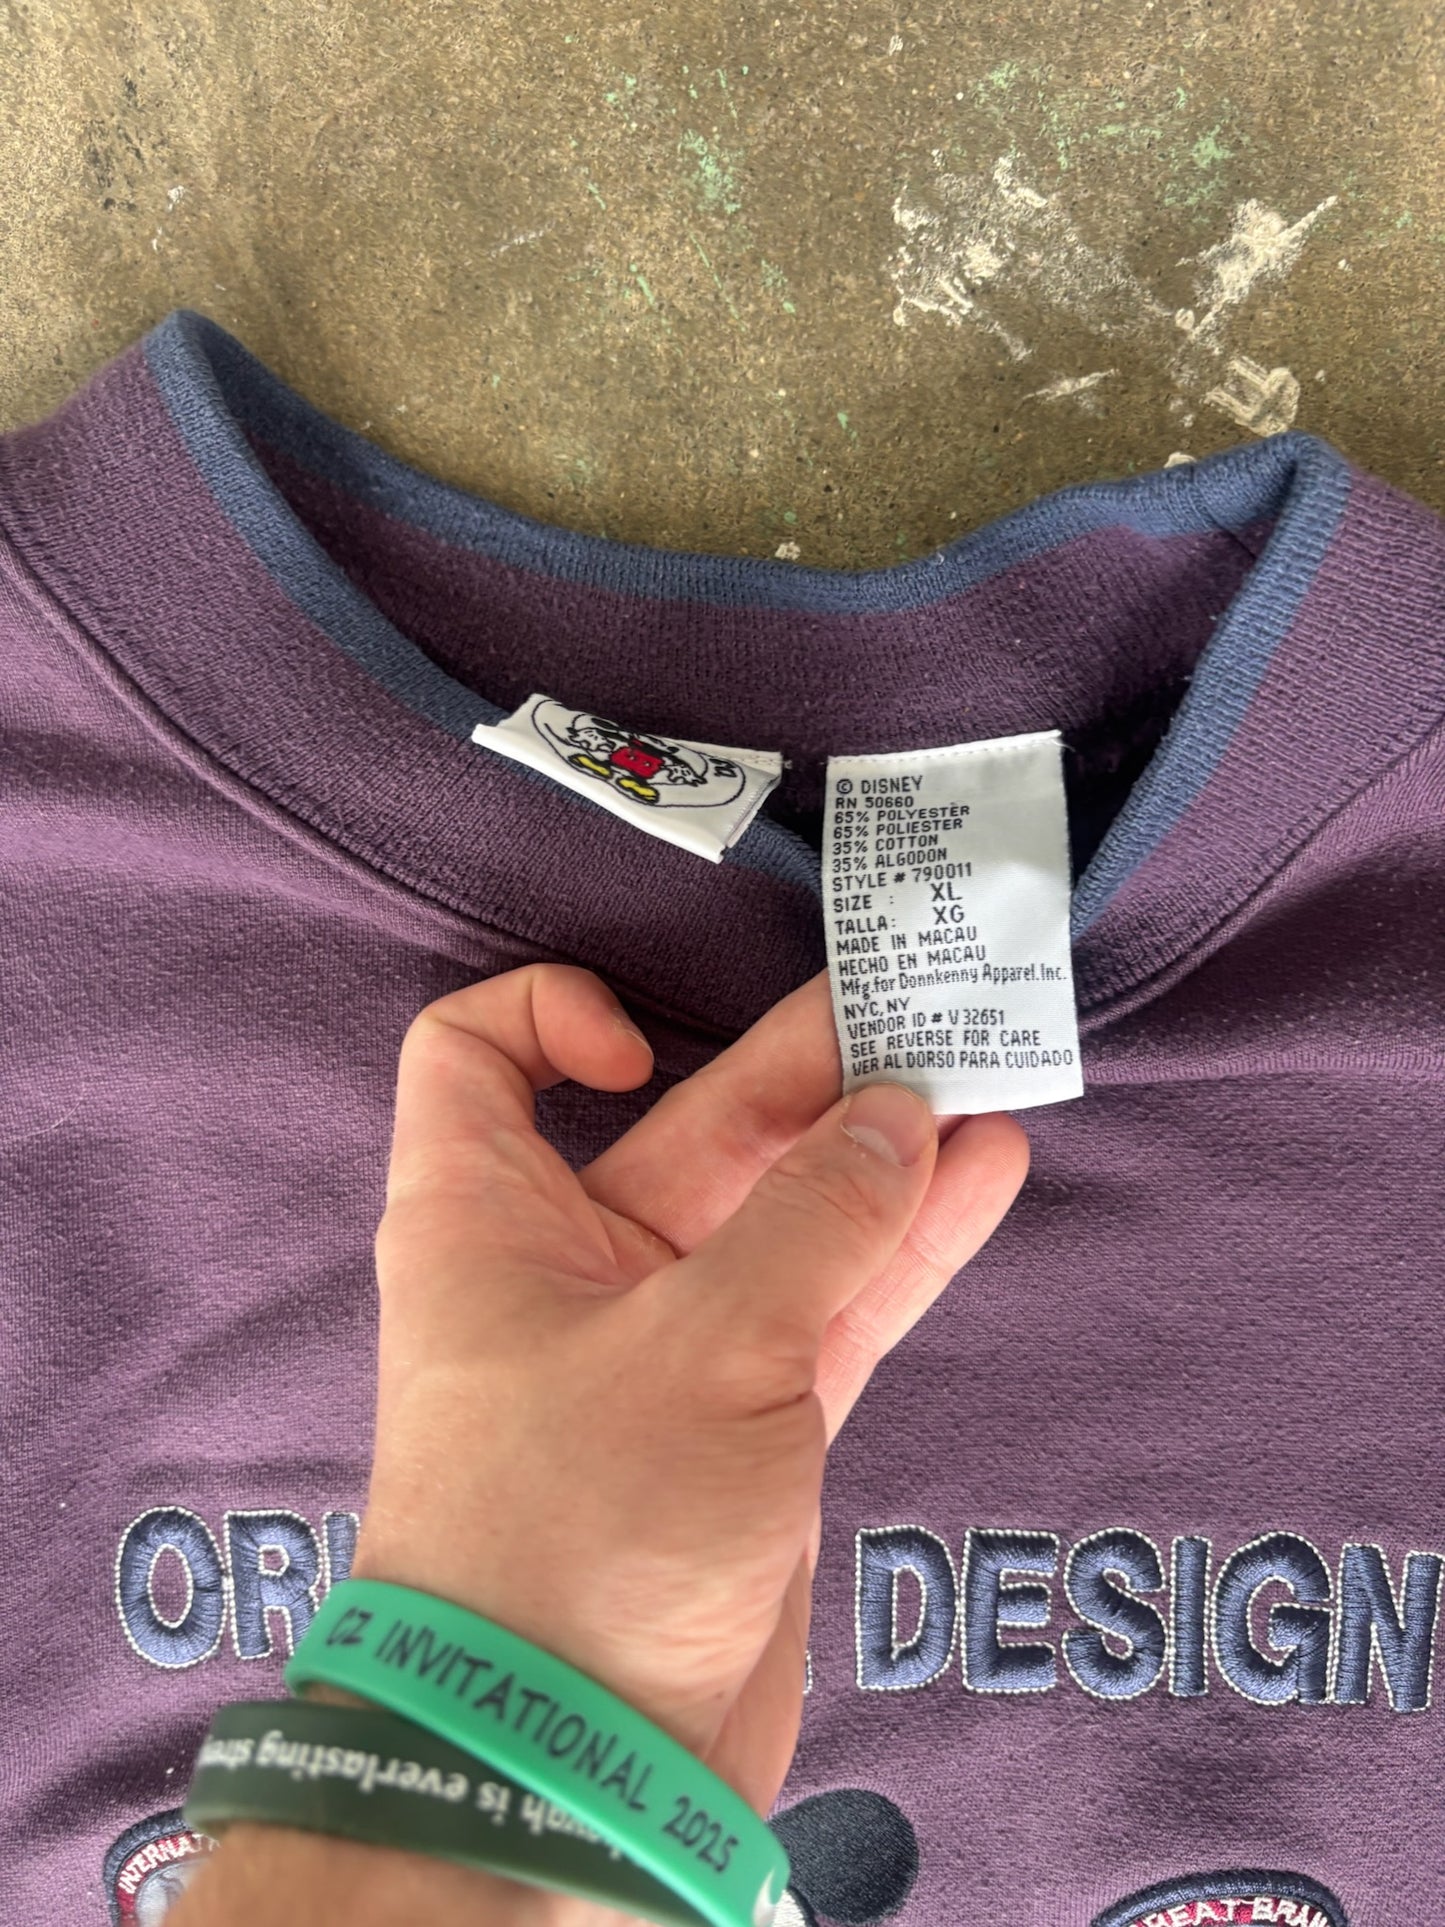 © DISNEY
RN 50660
65% POLYESTER
65% POLIESTER
35% COTTON
35% ALGODON
STYLE # 790011
SIZE : XL
TALLA: XG
MADE IN MACAU
HECHO EN MACAU
Mfg.for Donnkenny Apparel.Inc.
NYC, NY
VENDOR ID # V 32651
SEE REVERSE FOR CARE
VER AL DORSO PARA CUIDADO
DESIGN
CZ INVITATIONAL 2025
is everlasting